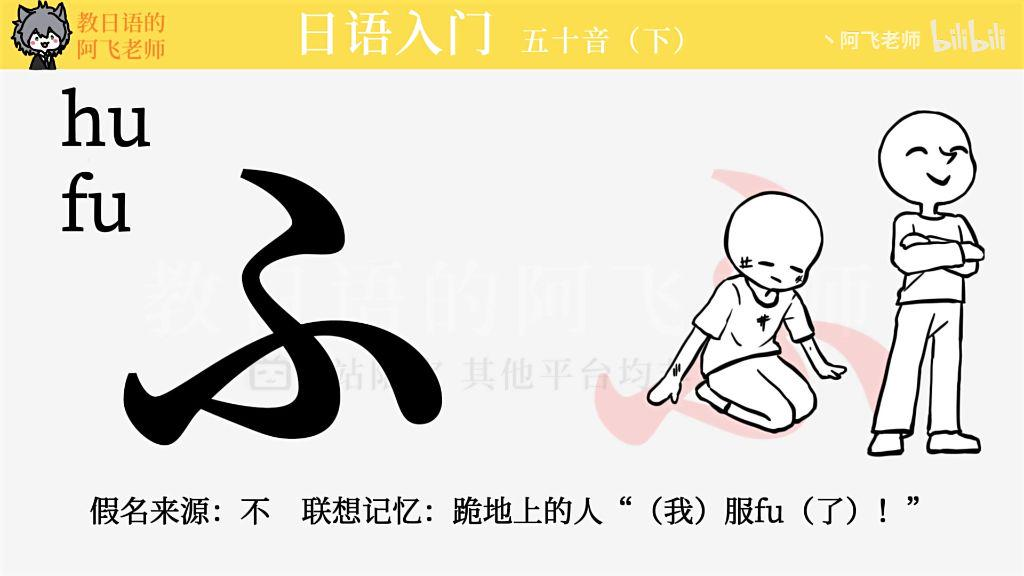 教日语的
阿飞老师
日语入门 五十音（下）
丶阿飞老师 bilibili
hu
fu
ふ
教日语的阿飞老师
其他平台均
假名来源：不 联想记忆：跪地上的人“（我）服fu（了）！”